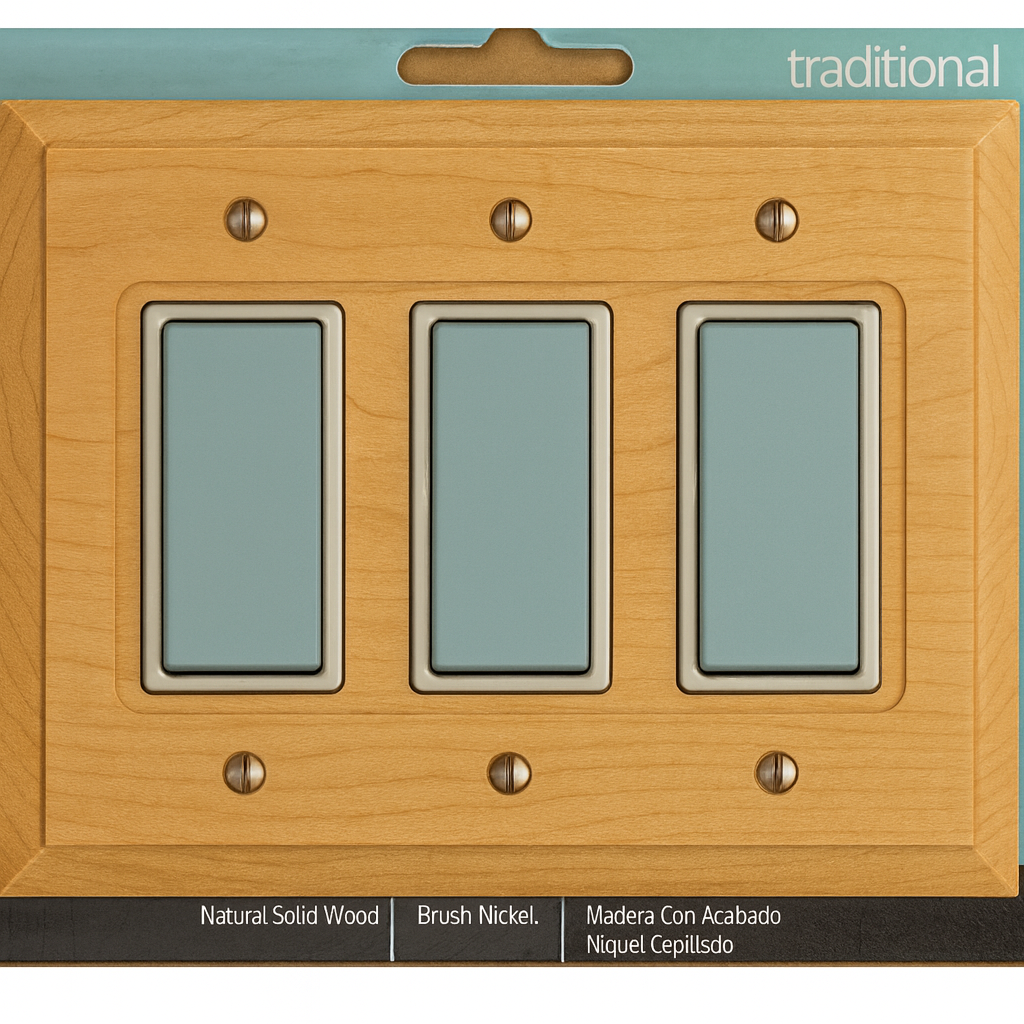 traditional
Natural Solid Wood
Brush Nickel.
Madera Con Acabado
Niquel Cepillsdo